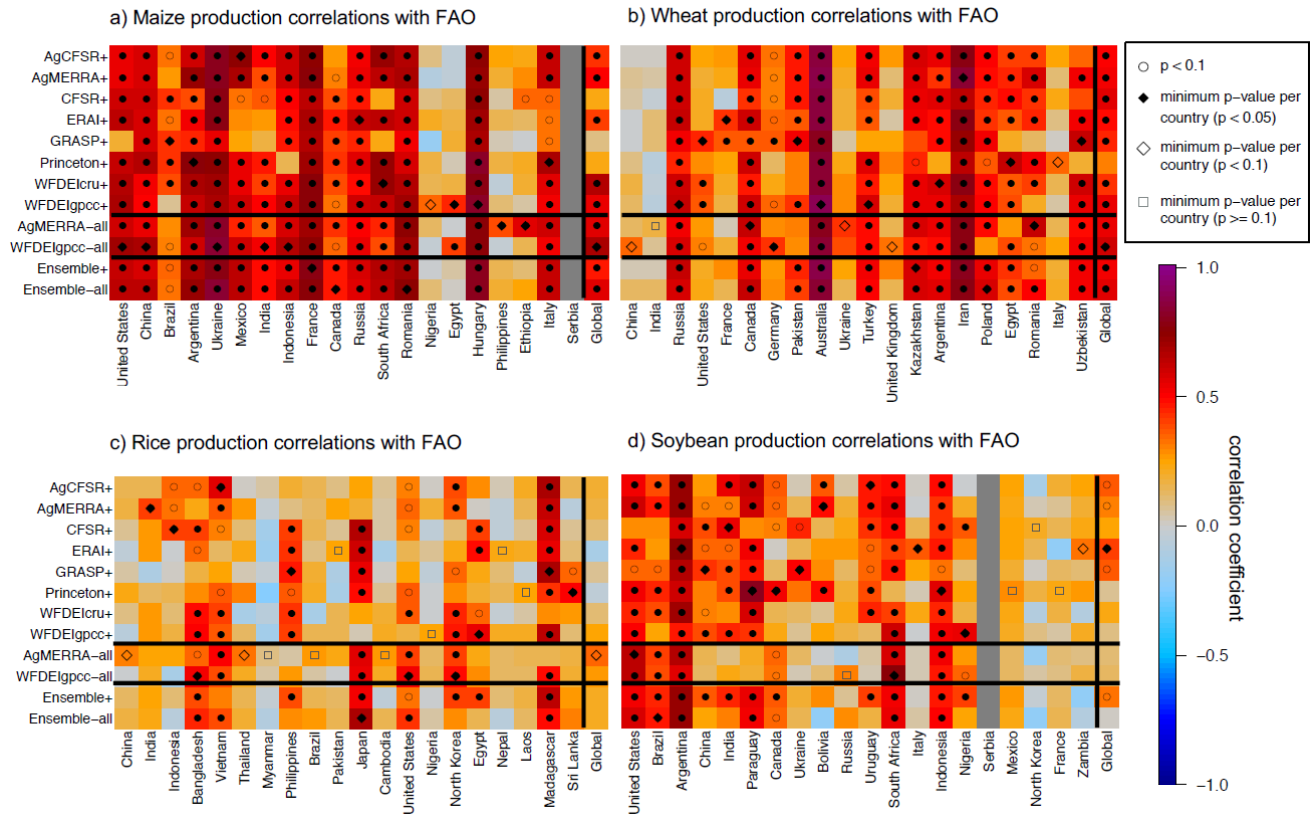 a) Maize production correlations with FAO
b) Wheat production correlations with FAO
AgCFSR+
AgMERRA+
CFSR+
ERAI+
GRASP+
Princeton+
WFDEIcru+
WFDEIgpcc+
AgMERRA-all
WFDEIgpcc-all
Ensemble+
Ensemble-all
United States
China
Brazil
Argentina
Ukraine
Mexico
India
Indonesia
France
Canada
Russia
South Africa
Romania
Nigeria
Egypt
Hungary
Philippines
Ethiopia
Italy
Serbia
Global
China
India
Russia
United States
France
Canada
Germany
Pakistan
Australia
Ukraine
Turkey
United Kingdom
Kazakhstan
Argentina
Iran
Poland
Egypt
Romania
Italy
Uzbekistan
Global
p < 0.1
minimum p-value per
country (p < 0.05)
minimum p-value per
country (p < 0.1)
minimum p-value per
country (p >= 0.1)
c) Rice production correlations with FAO
d) Soybean production correlations with FAO
AgCFSR+
AgMERRA+
CFSR+
ERAI+
GRASP+
Princeton+
WFDEIcru+
WFDEIgpcc+
AgMERRA-all
WFDEIgpcc-all
Ensemble+
Ensemble-all
China
India
Indonesia
Bangladesh
Vietnam
Thailand
Myanmar
Philippines
Brazil
Pakistan
Japan
Cambodia
United States
Nigeria
North Korea
Egypt
Nepal
Laos
Madagascar
Sri Lanka
Global
United States
Brazil
Argentina
China
India
Paraguay
Canada
Ukraine
Bolivia
Russia
Uruguay
South Africa
Italy
Indonesia
Nigeria
Serbia
Mexico
North Korea
France
Zambia
Global
1.0
0.5
0.0
−0.5
−1.0
correlation coefficient